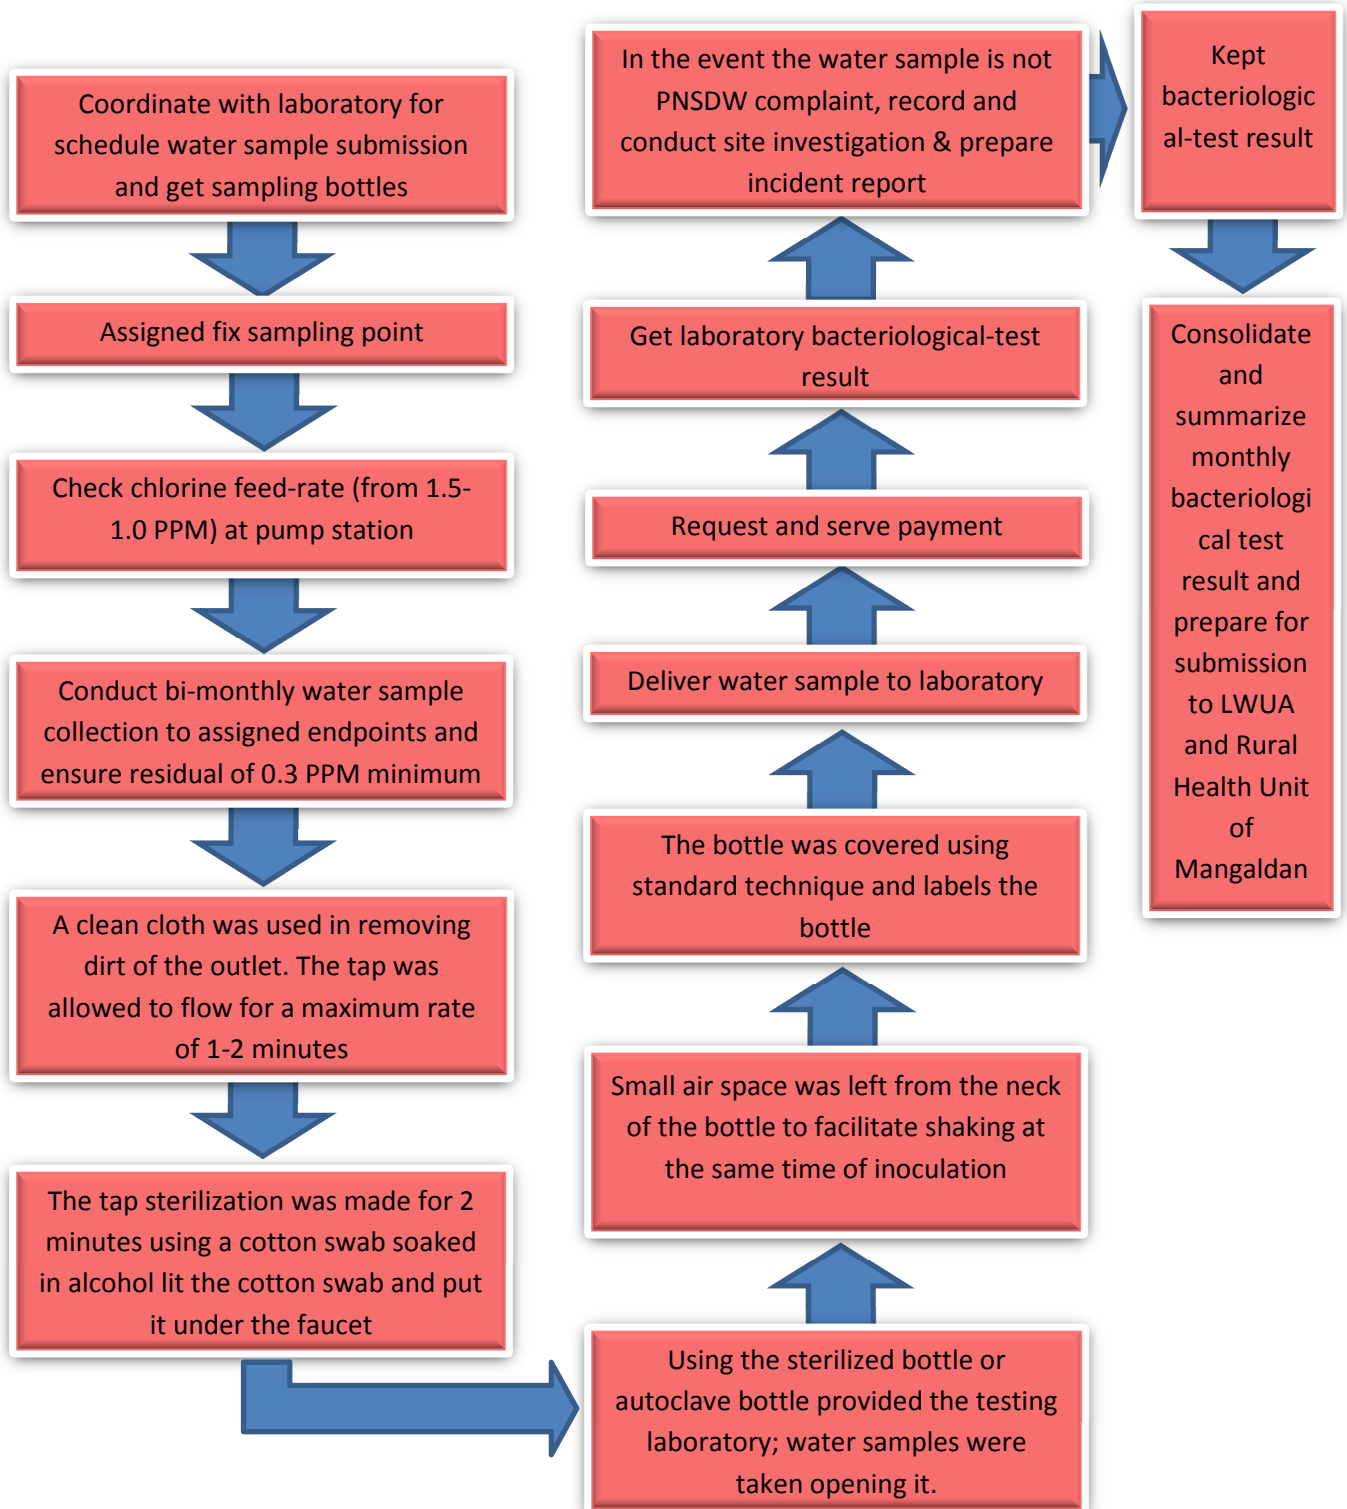 Coordinate with laboratory for
schedule water sample submission
and get sampling bottles
Assigned fix sampling point
Check chlorine feed-rate (from 1.5-
1.0 PPM) at pump station
Conduct bi-monthly water sample
collection to assigned endpoints and
ensure residual of 0.3 PPM minimum
A clean cloth was used in removing
dirt of the outlet. The tap was
allowed to flow for a maximum rate
of 1-2 minutes
The tap sterilization was made for 2
minutes using a cotton swab soaked
in alcohol lit the cotton swab and put
it under the faucet
Using the sterilized bottle or
autoclave bottle provided the testing
laboratory; water samples were
taken opening it.
Small air space was left from the neck
of the bottle to facilitate shaking at
the same time of inoculation
The bottle was covered using
standard technique and labels the
bottle
Deliver water sample to laboratory
Request and serve payment
Get laboratory bacteriological-test
result
In the event the water sample is not
PNSDW complaint, record and
conduct site investigation & prepare
incident report
Kept
bacteriologic
al-test result
Consolidate
and
summarize
monthly
bacteriologi
cal test
result and
prepare for
submission
to LWUA
and Rural
Health Unit
of
Mangaldan